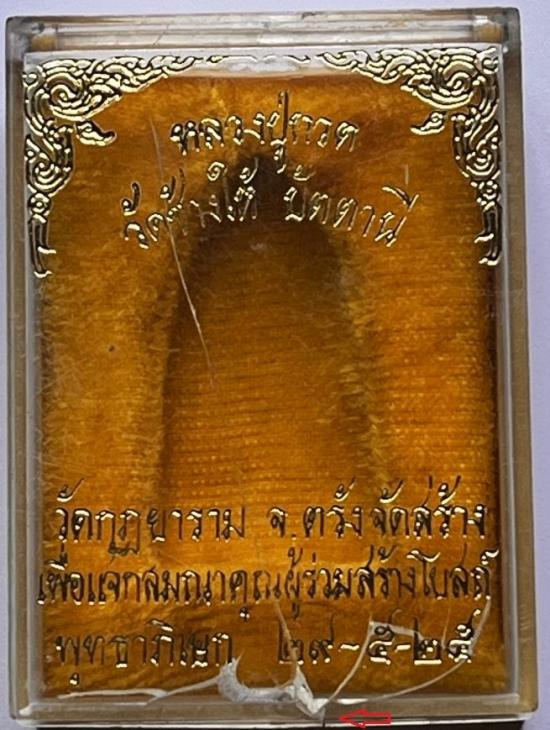 หลวงปู่ทวด
วัดช้างให้ ปัตตานี
วัดกุฏยาราม จ.ตรังจัดสร้าง
เพื่อแจกสมณาคุณผู้ร่วมสร้างโบสถ์
พุทธาภิเษก ๒๙-๕-๒๕